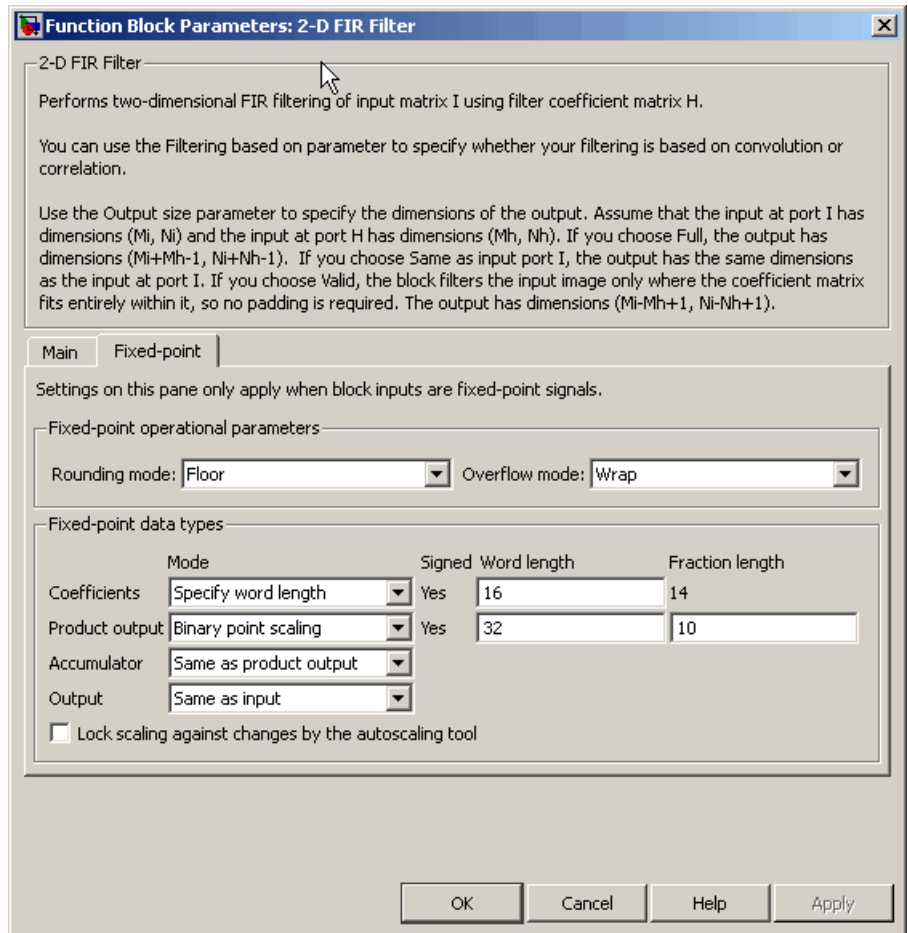 Function Block Parameters: 2-D FIR Filter
2-D FIR Filter
Performs two-dimensional FIR filtering of input matrix I using filter coefficient matrix H.
You can use the Filtering based on parameter to specify whether your filtering is based on convolution or
correlation.
Use the Output size parameter to specify the dimensions of the output. Assume that the input at port I has
dimensions (Mi, Ni) and the input at port H has dimensions (Mh, Nh). If you choose Full, the output has
dimensions (Mi+Mh-1, Ni+Nh-1).  If you choose Same as input port I, the output has the same dimensions
as the input at port I. If you choose Valid, the block filters the input image only where the coefficient matrix
fits entirely within it, so no padding is required. The output has dimensions (Mi-Mh+1, Ni-Nh+1).
Main Fixed-point
Settings on this pane only apply when block inputs are fixed-point signals.
Fixed-point operational parameters
Rounding mode: Floor Overflow mode: Wrap
Fixed-point data types
Mode Signed Word length Fraction length
Coefficients Specify word length Yes 16 14
Product output Binary point scaling Yes 32 10
Accumulator Same as product output
Output Same as input
Lock scaling against changes by the autoscaling tool
OK Cancel Help Apply